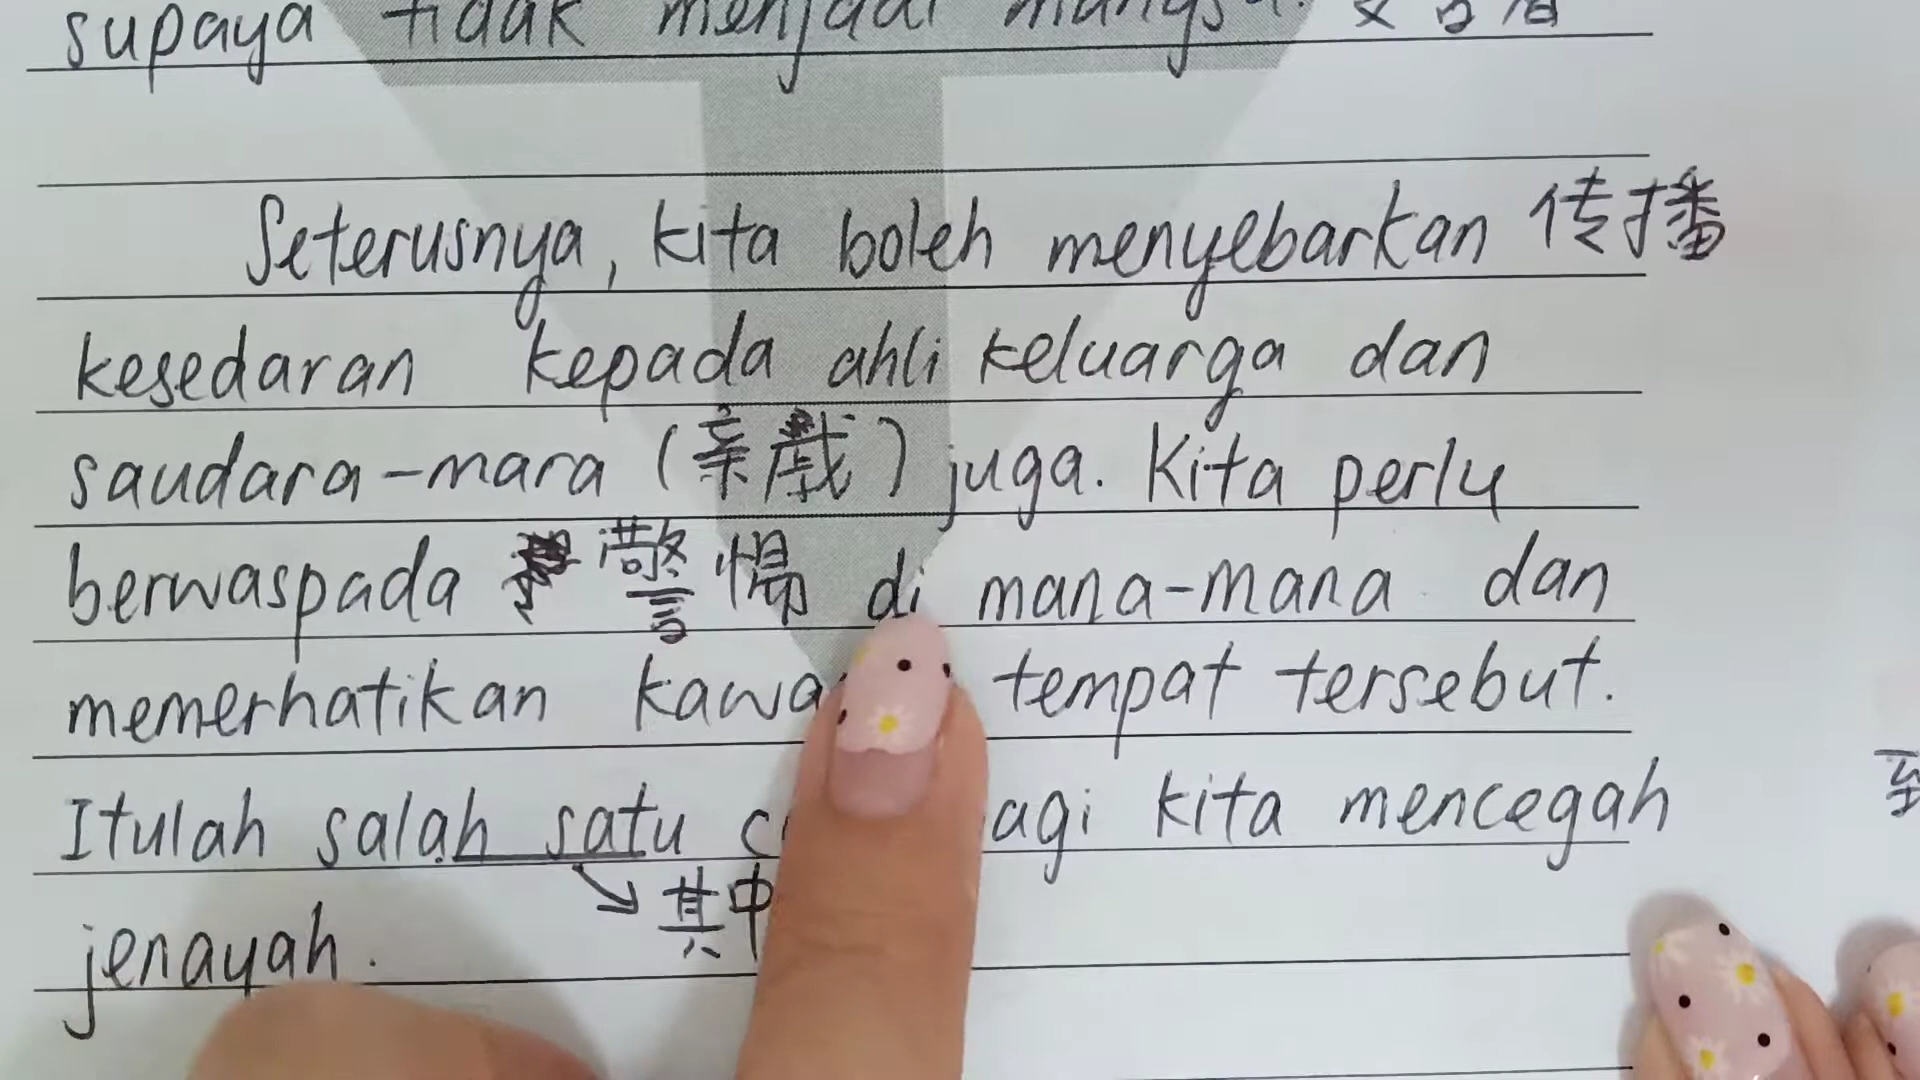 supaya tidak menjadi mangsa.
Seterusnya, kita boleh menyebarkan 传播
kesedaran kepada ahli keluarga dan
saudara-mara (亲戚) juga. Kita perlu
berwaspada 警惕 di mana-mana dan
memerhatikan tempat tersebut.
Itulah salah satu kita mencegah
→ 其中
jenayah.